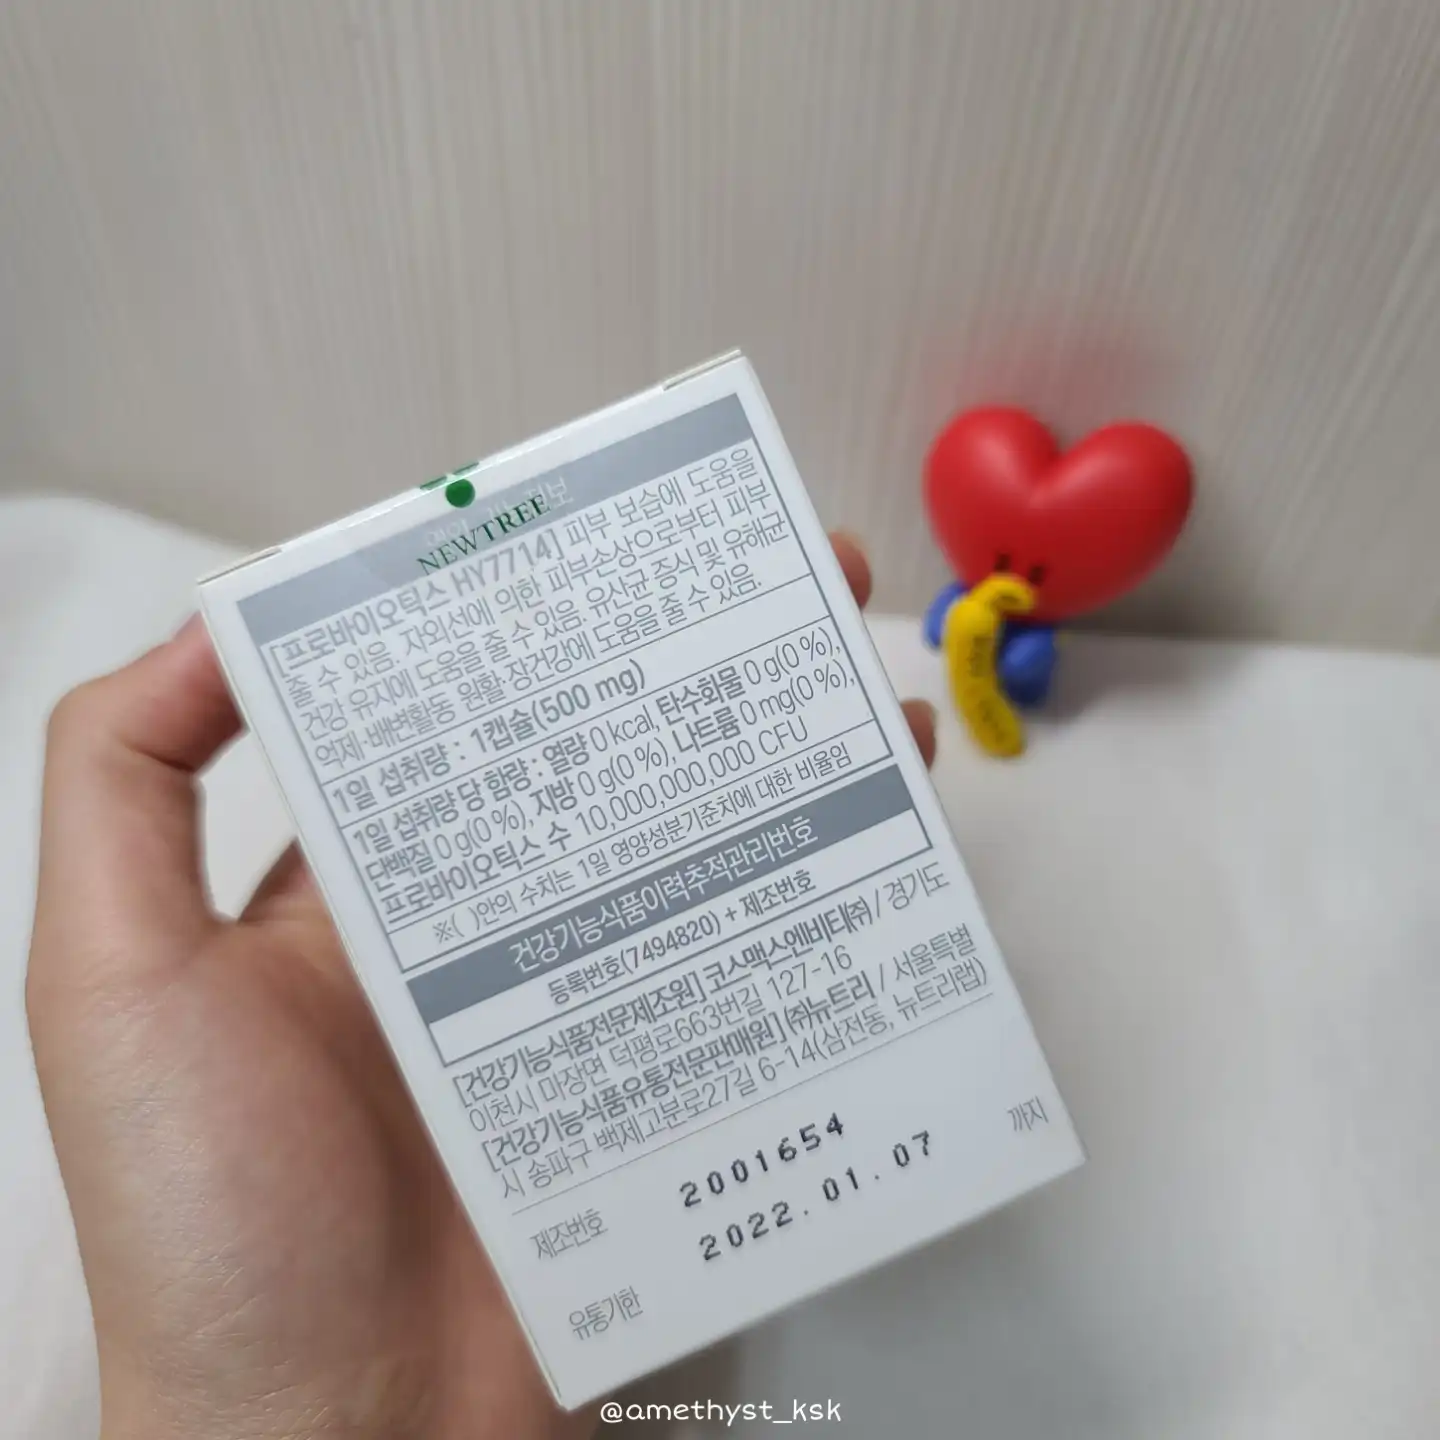 NEWTREE
[프로바이오틱스 HY7714] 피부 보습에 도움을
줄 수 있음. 자외선에 의한 피부손상으로부터 피부
건강 유지에 도움을 줄 수 있음. 유산균 증식 및 유해균
억제·배변활동 원활·장건강에 도움을 줄 수 있음.
1일 섭취량 : 1캡슐(500 mg)
1일 섭취량 당 함량 : 열량 0 kcal, 탄수화물 0 g(0 %),
단백질 0 g(0 %), 지방 0 g(0 %), 나트륨 0 mg(0 %),
프로바이오틱스 수 10,000,000,000 CFU
※( )안의 수치는 1일 영양성분기준치에 대한 비율임
건강기능식품이력추적관리번호
등록번호(7494820) + 제조번호
[건강기능식품전문제조원] 코스맥스엔비티㈜ / 경기도
이천시 마장면 덕평로663번길 127-16
[건강기능식품유통전문판매원] ㈜뉴트리 / 서울특별
시 송파구 백제고분로27길 6-14(삼전동, 뉴트리랩)
제조번호 2001654
유통기한 2022.01.07 까지
@amethyst_ksk